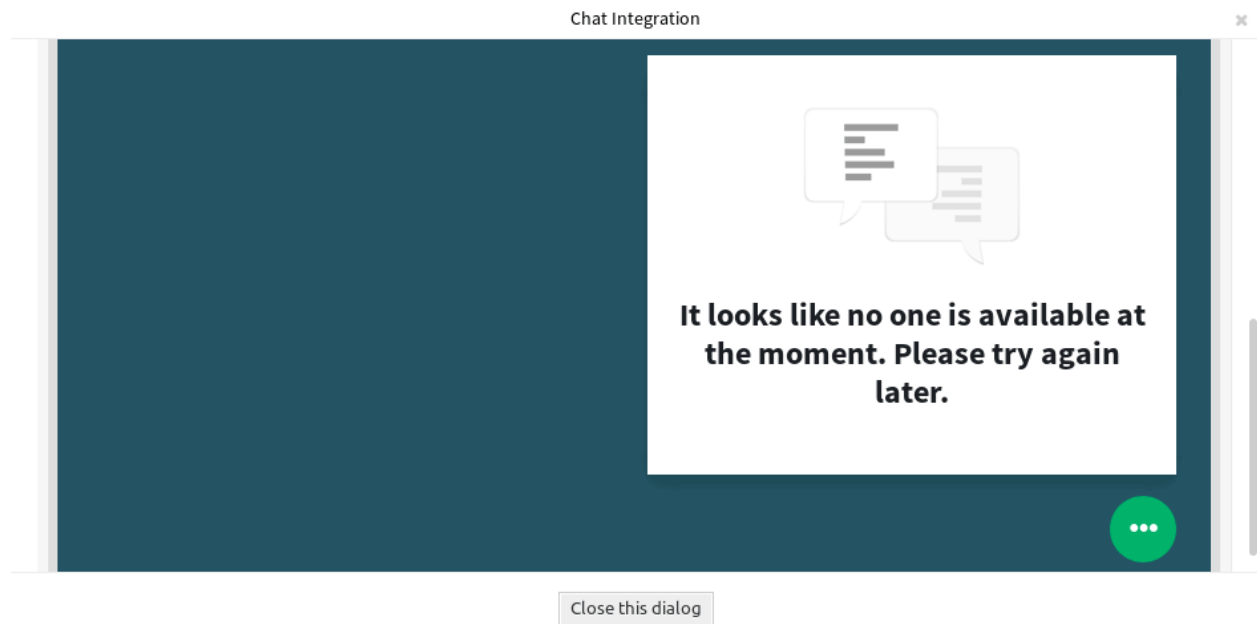 Chat Integration
It looks like no one is available at
the moment. Please try again
later.
Close this dialog